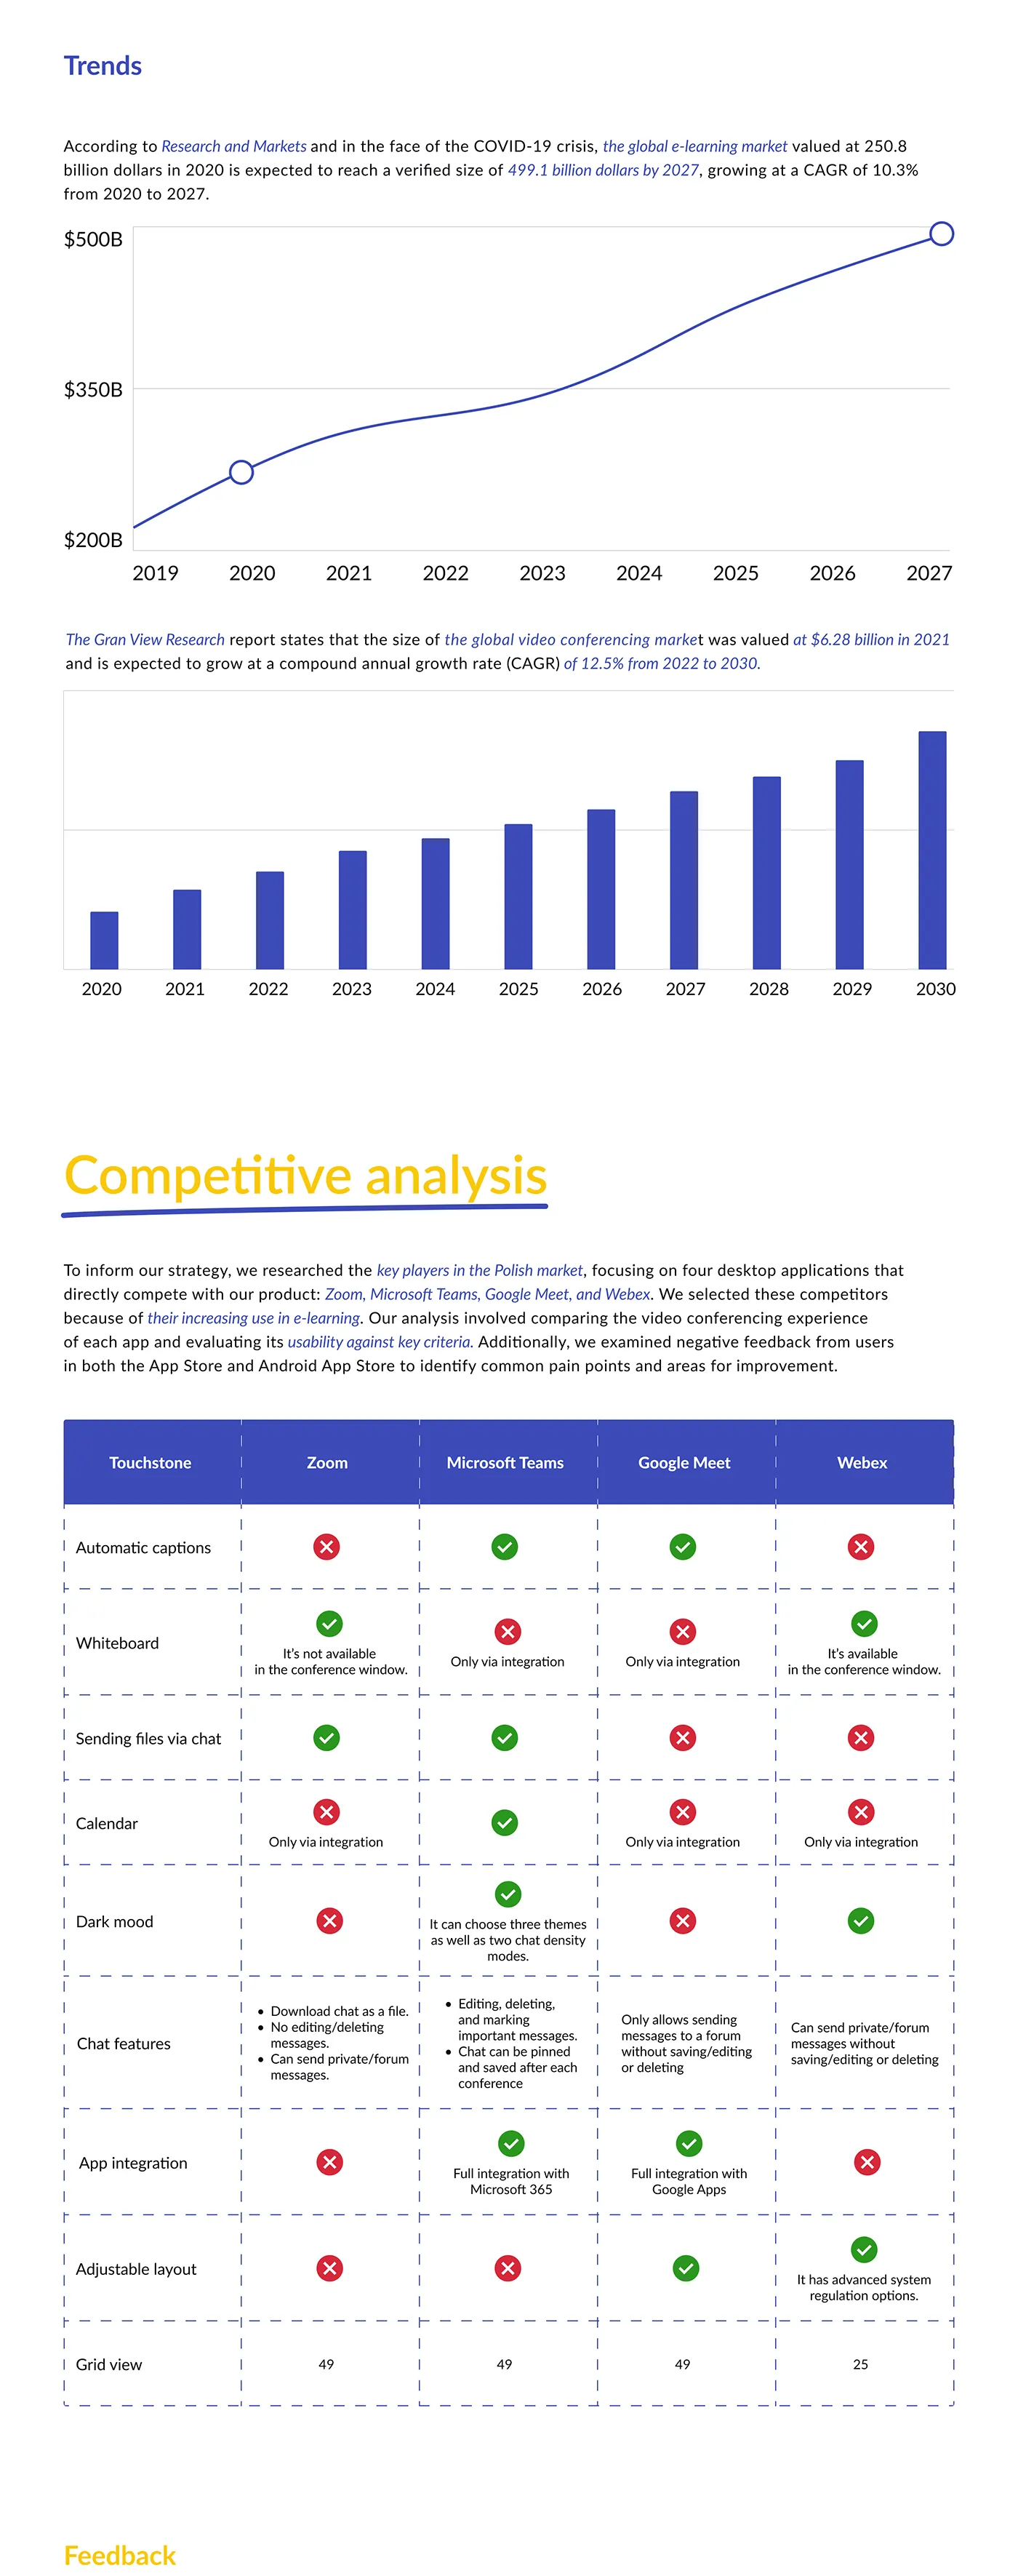 Trends
According to Research and Markets and in the face of the COVID-19 crisis, the global e-learning market valued at 250.8
billion dollars in 2020 is expected to reach a verified size of 499.1 billion dollars by 2027, growing at a CAGR of 10.3%
from 2020 to 2027.
$500B
$350B
$200B
2019 2020 2021 2022 2023 2024 2025 2026 2027
The Gran View Research report states that the size of the global video conferencing market was valued at $6.28 billion in 2021
and is expected to grow at a compound annual growth rate (CAGR) of 12.5% from 2022 to 2030.
2020 2021 2022 2023 2024 2025 2026 2027 2028 2029 2030
Competitive analysis
To inform our strategy, we researched the key players in the Polish market, focusing on four desktop applications that
directly compete with our product: Zoom, Microsoft Teams, Google Meet, and Webex. We selected these competitors
because of their increasing use in e-learning. Our analysis involved comparing the video conferencing experience
of each app and evaluating its usability against key criteria. Additionally, we examined negative feedback from users
in both the App Store and Android App Store to identify common pain points and areas for improvement.
Touchstone Zoom Microsoft Teams Google Meet Webex
Automatic captions
Whiteboard
It's not available
in the conference window.
Only via integration
Only via integration
It's available
in the conference window.
Sending files via chat
Calendar
Only via integration
Only via integration
Only via integration
Dark mood
It can choose three themes
as well as two chat density
modes.
Chat features
• Download chat as a file.
• No editing/deleting
messages.
• Can send private/forum
messages.
• Editing, deleting,
and marking
important messages.
• Chat can be pinned
and saved after each
conference
Only allows sending
messages to a forum
without saving/editing
or deleting
Can send private/forum
messages without
saving/editing or deleting
App integration
Full integration with
Microsoft 365
Full integration with
Google Apps
Adjustable layout
It has advanced system
regulation options.
Grid view 49 49 49 25
Feedback